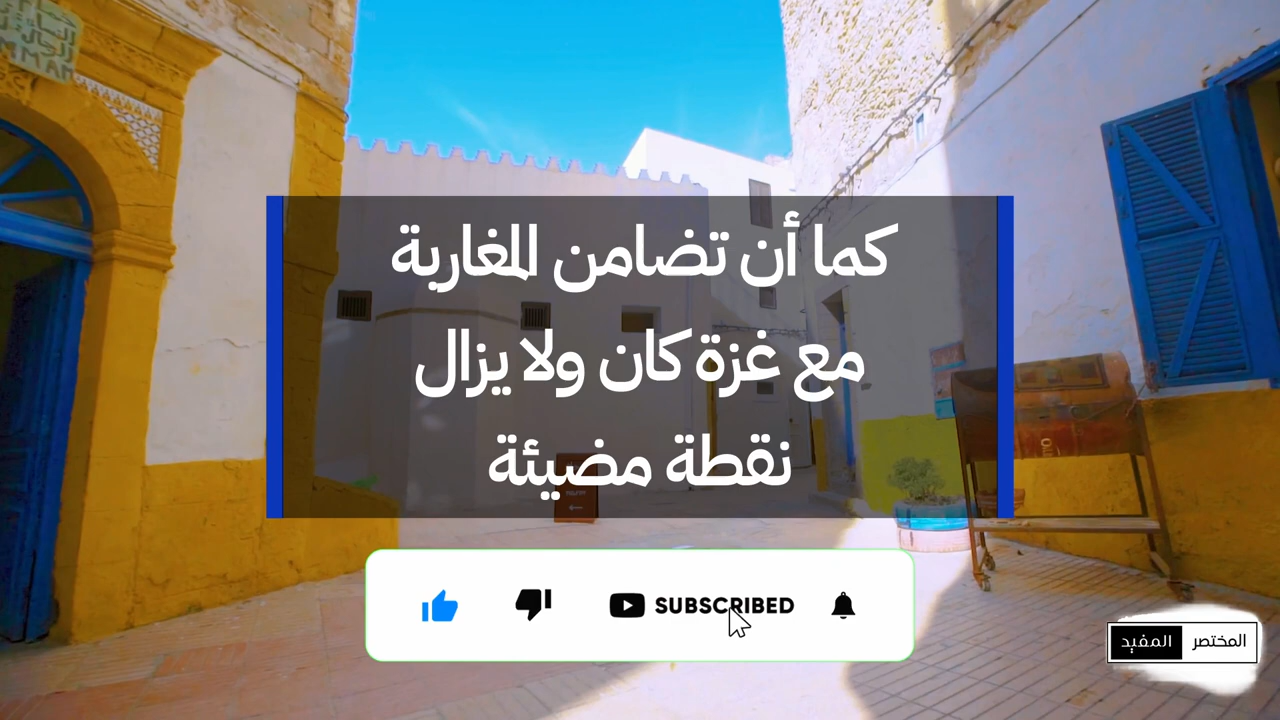 كما أن تضامن المغاربة
مع غزة كان ولا يزال
نقطة مضيئة
SUBSCRIBED
المختصر المفيد